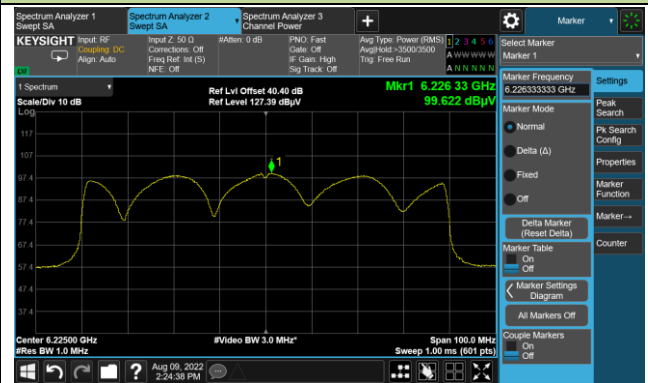 Spectrum Analyzer 1
Swept SA
Spectrum Analyzer 2
Swept SA
Spectrum Analyzer 3
Channel Power
+
Marker
KEYSIGHT
Input: RF
Coupling: DC
Align: Auto
Input Z: 50 Ω
Corrections: Off
Freq Ref: Int (S)
NFE: Off
#Atten: 0 dB
PNO: Fast
Gate: Off
IF Gain: High
Sig Track: Off
Avg Type: Power (RMS)
Avg|Hold:>3500/3500
Trig: Free Run
1 2 3 4 5 6
A W W W W W
A N N N N N
Select Marker
Marker 1
1 Spectrum
Scale/Div 10 dB
Log
Ref Lvl Offset 40.40 dB
Ref Level 127.39 dBµV
Mkr1 6.226 33 GHz
99.622 dBµV
117
107
97.4
87.4
77.4
67.4
57.4
47.4
37.4
1
Center 6.22500 GHz
#Res BW 1.0 MHz
#Video BW 3.0 MHz*
Span 100.0 MHz
Sweep 1.00 ms (601 pts)
Marker Frequency
6.226333333 GHz
Marker Mode
Normal
Delta (Δ)
Fixed
Off
Delta Marker
(Reset Delta)
Marker Table
On
Off
Marker Settings
Diagram
All Markers Off
Couple Markers
On
Off
Settings
Peak
Search
Pk Search
Config
Properties
Marker
Function
Marker→
Counter
?
Aug 09, 2022
2:24:38 PM